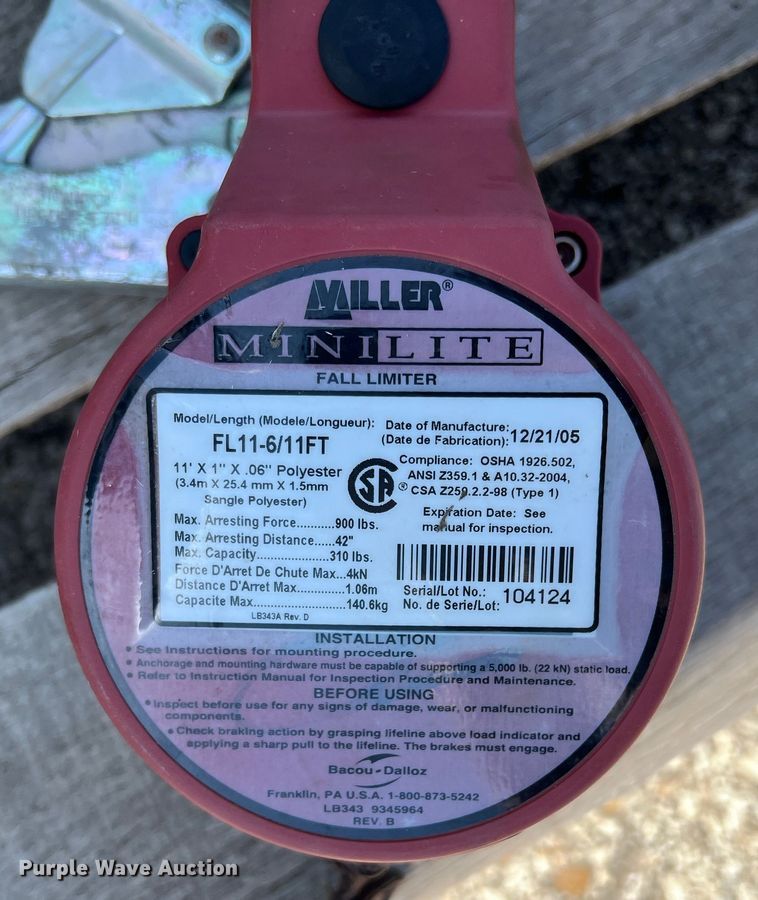 MILLER®
MINILITE
FALL LIMITER
Model/Length (Modele/Longueur):
FL11-6/11FT
11' X 1" X .06" Polyester
(3.4m X 25.4 mm X 1.5mm
Sangle Polyester)
Date of Manufacture:
(Date de Fabrication): 12/21/05
Compliance: OSHA 1926.502,
ANSI Z359.1 & A10.32-2004,
CSA Z259.2.2-98 (Type 1)
CSA ®
Expiration Date: See
manual for inspection.
Max. Arresting Force...........900 lbs.
Max. Arresting Distance.......42"
Max. Capacity....................310 lbs.
Force D'Arret De Chute Max...4kN
Distance D'Arret Max............1.06m
Capacite Max.......................140.6kg
LB343A Rev. D
Serial/Lot No.: 104124
No. de Serie/Lot:
INSTALLATION
• See Instructions for mounting procedure.
• Anchorage and mounting hardware must be capable of supporting a 5,000 lb. (22 kN) static load.
• Refer to Instruction Manual for Inspection Procedure and Maintenance.
BEFORE USING
• Inspect before use for any signs of damage, wear, or malfunctioning
components.
• Check braking action by grasping lifeline above load indicator and
applying a sharp pull to the lifeline. The brakes must engage.
Bacou-Dalloz
Franklin, PA U.S.A. 1-800-873-5242
LB343 9345964
REV. B
Purple Wave Auction